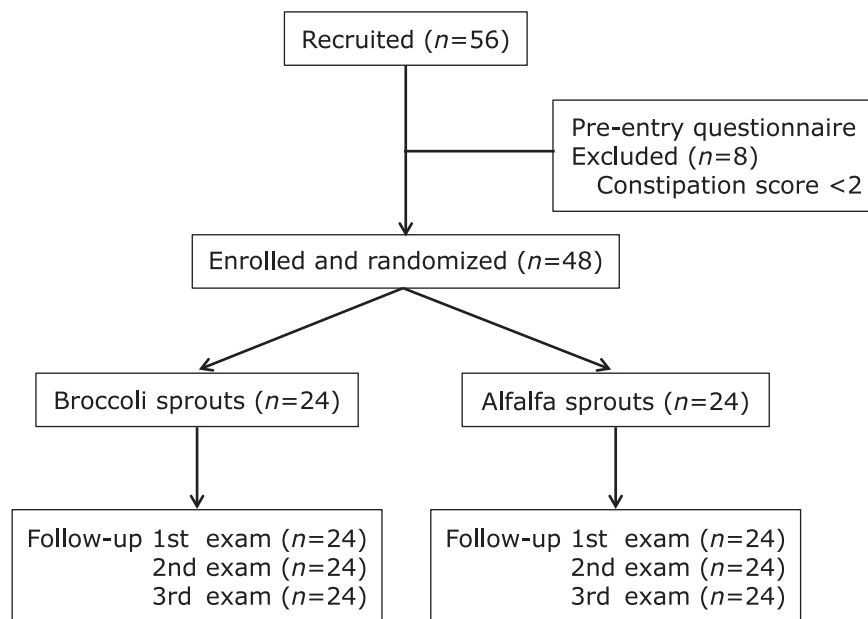 Recruited (n=56)
Pre-entry questionnaire
Excluded (n=8)
Constipation score <2
Enrolled and randomized (n=48)
Broccoli sprouts (n=24)
Alfalfa sprouts (n=24)
Follow-up 1st exam (n=24)
2nd exam (n=24)
3rd exam (n=24)
Follow-up 1st exam (n=24)
2nd exam (n=24)
3rd exam (n=24)